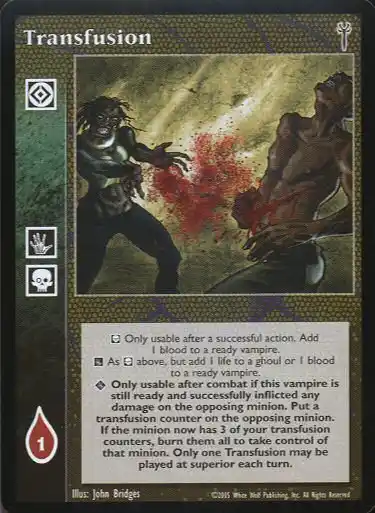 Transfusion
Only usable after a successful action. Add
1 blood to a ready vampire.
As above, but add 1 life to a ghoul or 1 blood
to a ready vampire.
Only usable after combat if this vampire is
still ready and successfully inflicted any
damage on the opposing minion. Put a
transfusion counter on the opposing minion.
If the minion now has 3 of your transfusion
counters, burn them all to take control of
that minion. Only one Transfusion may be
played at superior each turn.
1
Illus: John Bridges
©2005 White Wolf Publishing, Inc. All Rights Reserved